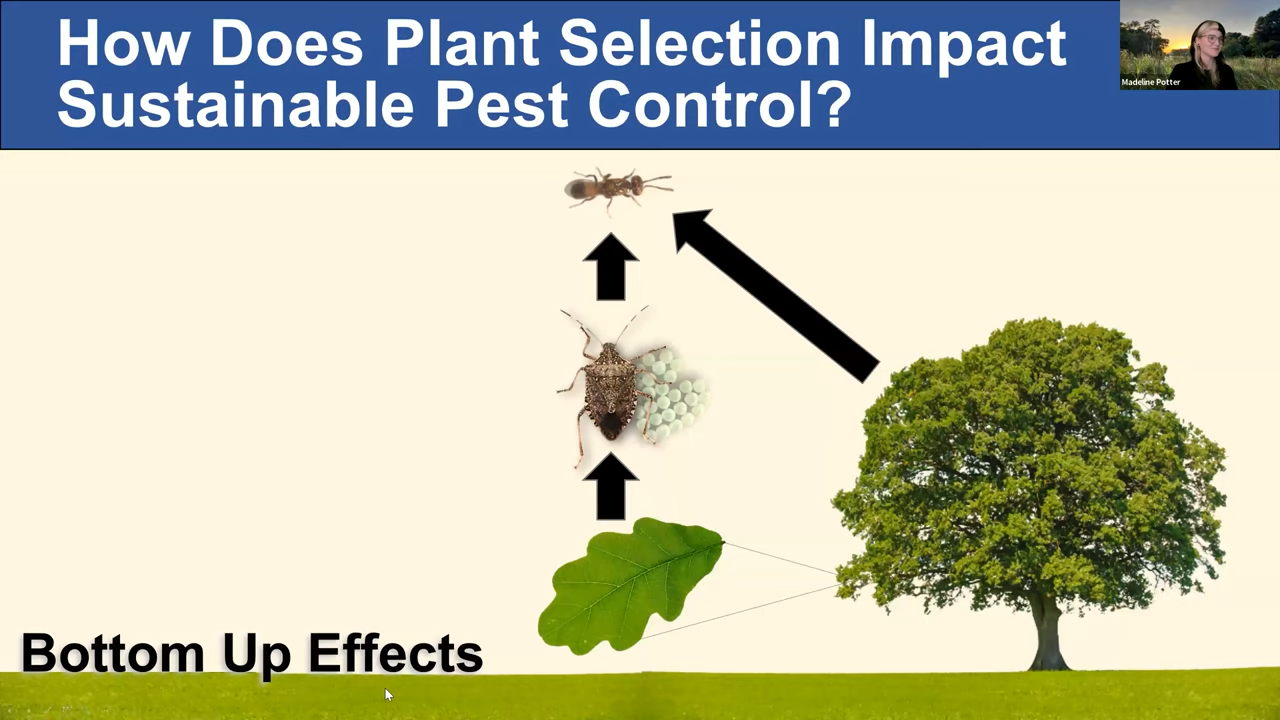 How Does Plant Selection Impact
Sustainable Pest Control?
Madeline Potter
Bottom Up Effects